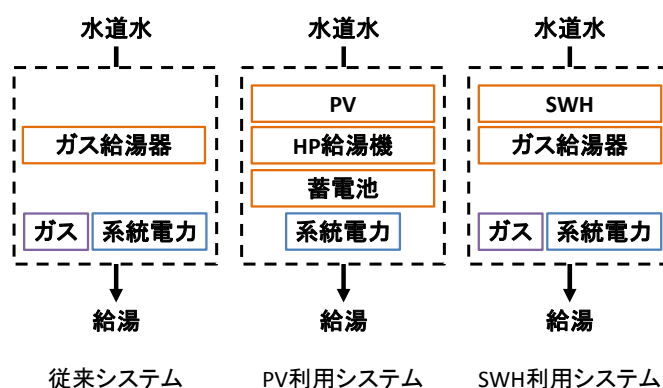 水道水
水道水
水道水
PV
SWH
ガス給湯器
HP給湯機
ガス給湯器
蓄電池
ガス
系統電力
系統電力
ガス
系統電力
給湯
給湯
給湯
従来システム
PV利用システム
SWH利用システム